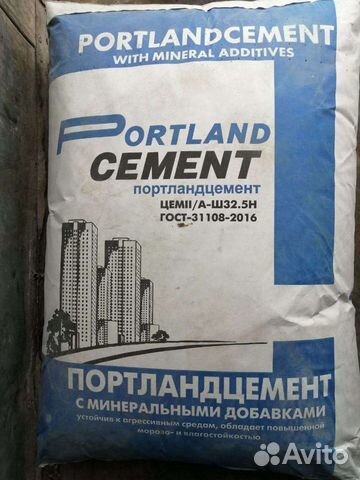 PORTLANDCEMENT
WITH MINERAL ADDITIVES
PORTLAND
CEMENT
портландцемент
ЦЕМII/А-Ш32.5Н
ГОСТ-31108-2016
ПОРТЛАНДЦЕМЕНТ
С МИНЕРАЛЬНЫМИ ДОБАВКАМИ
устойчив к агрессивным средам, обладает повышенной
морозо- и влагостойкостью
Avito